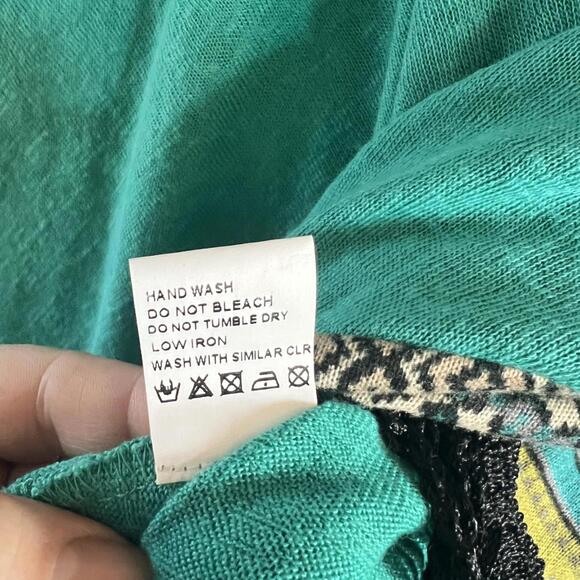 HAND WASH
DO NOT BLEACH
DO NOT TUMBLE DRY
LOW IRON
WASH WITH SIMILAR CLR